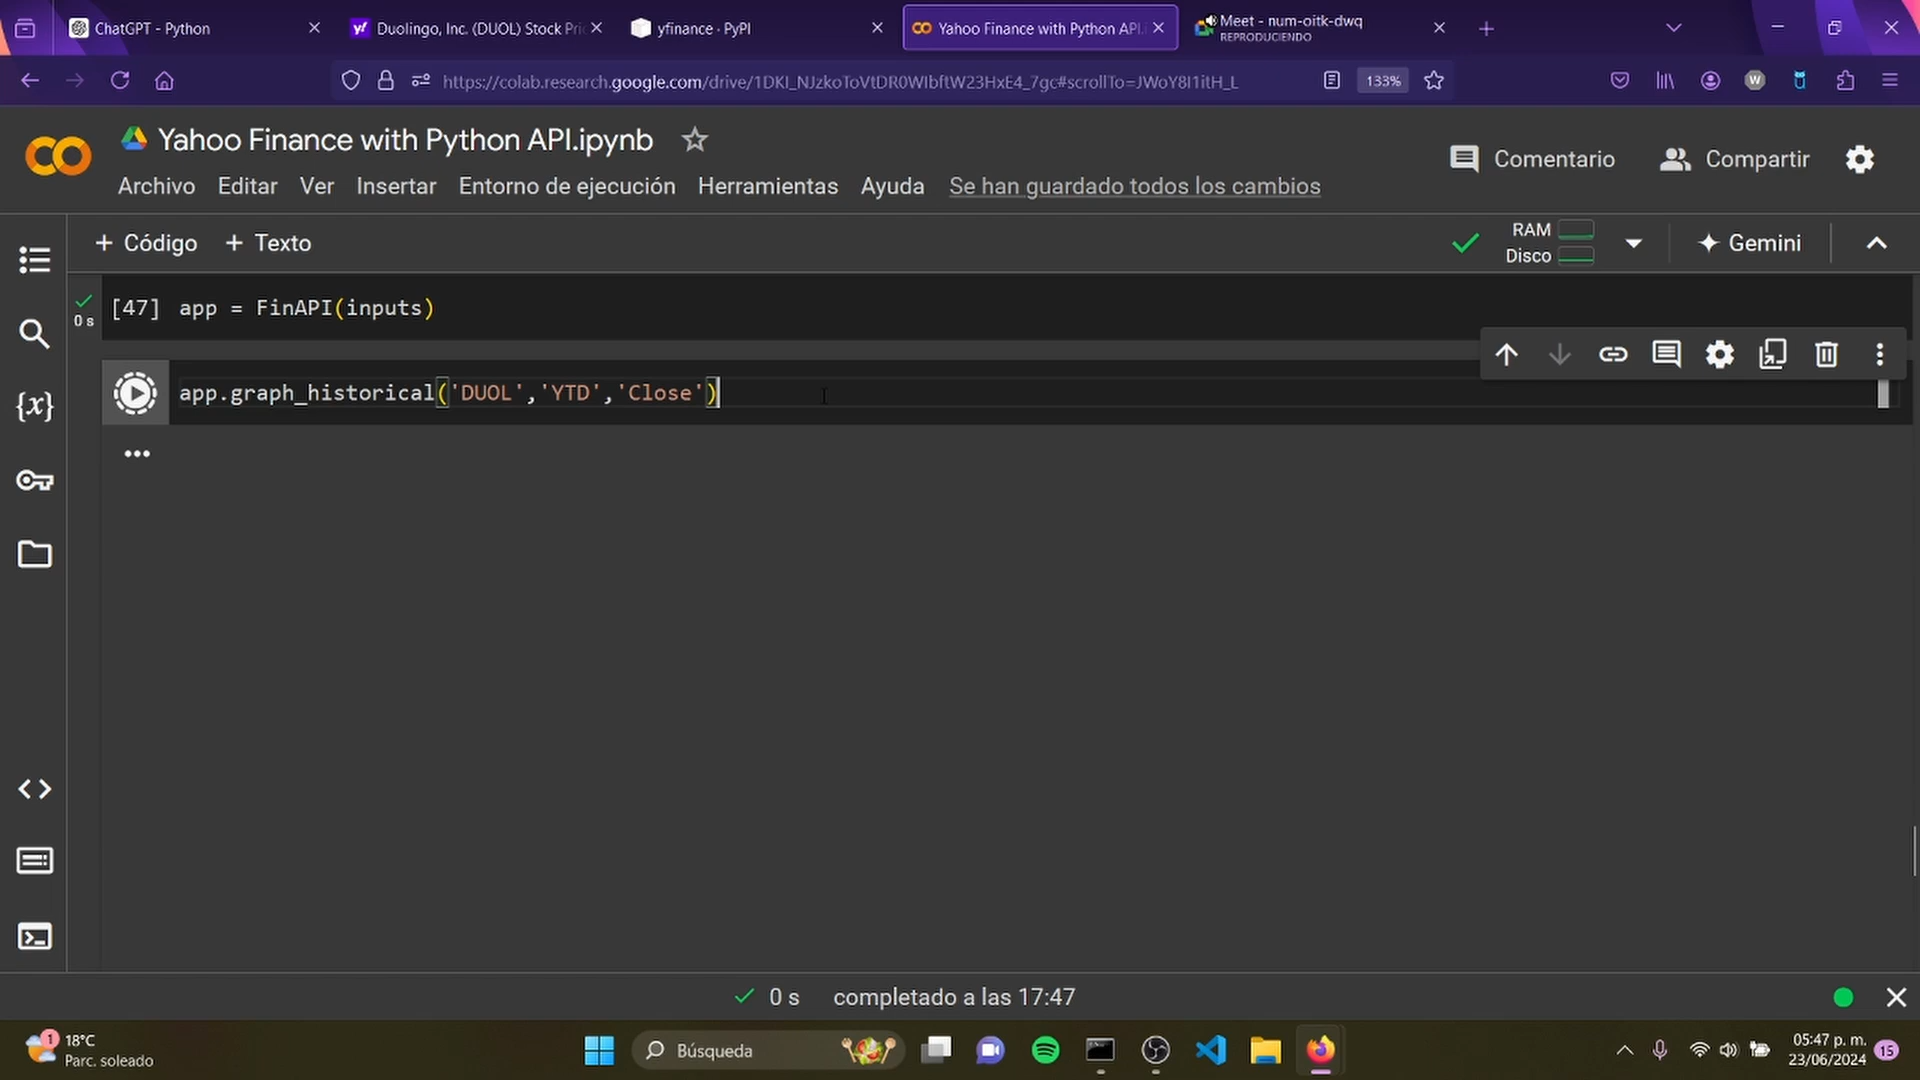 ChatGPT - Python
Duolingo, Inc. (DUOL) Stock Pri
yfinance · PyPI
Yahoo Finance with Python API.
Meet - num-oitk-dwq
REPRODUCIENDO
https://colab.research.google.com/drive/1DKI_NJzkoToVtDR0WIbftW23HxE4_7gc#scrollTo=JWoY8I1itH_L
133%
W
Yahoo Finance with Python API.ipynb
Comentario
Compartir
Archivo Editar Ver Insertar Entorno de ejecución Herramientas Ayuda Se han guardado todos los cambios
+ Código + Texto
RAM
Disco
Gemini
[47] app = FinAPI(inputs)
0 s
app.graph_historical('DUOL','YTD','Close')
{x}
0 s completado a las 17:47
1
18°C
Parc. soleado
Búsqueda
05:47 p. m.
23/06/2024
15